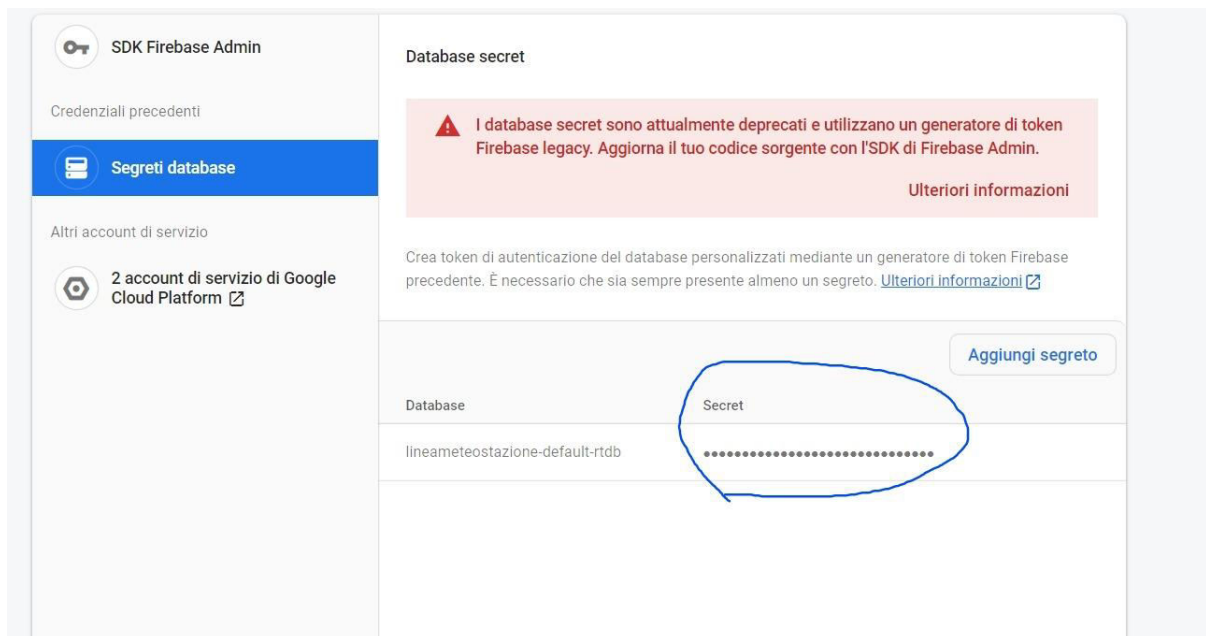 SDK Firebase Admin
Credenziali precedenti
Segreti database
Altri account di servizio
2 account di servizio di Google
Cloud Platform
Database secret
I database secret sono attualmente deprecati e utilizzano un generatore di token
Firebase legacy. Aggiorna il tuo codice sorgente con l'SDK di Firebase Admin.
Ulteriori informazioni
Crea token di autenticazione del database personalizzati mediante un generatore di token Firebase
precedente. È necessario che sia sempre presente almeno un segreto. Ulteriori informazioni
Aggiungi segreto
Database Secret
lineameteostazione-default-rtdb ••••••••••••••••••••••••••••••